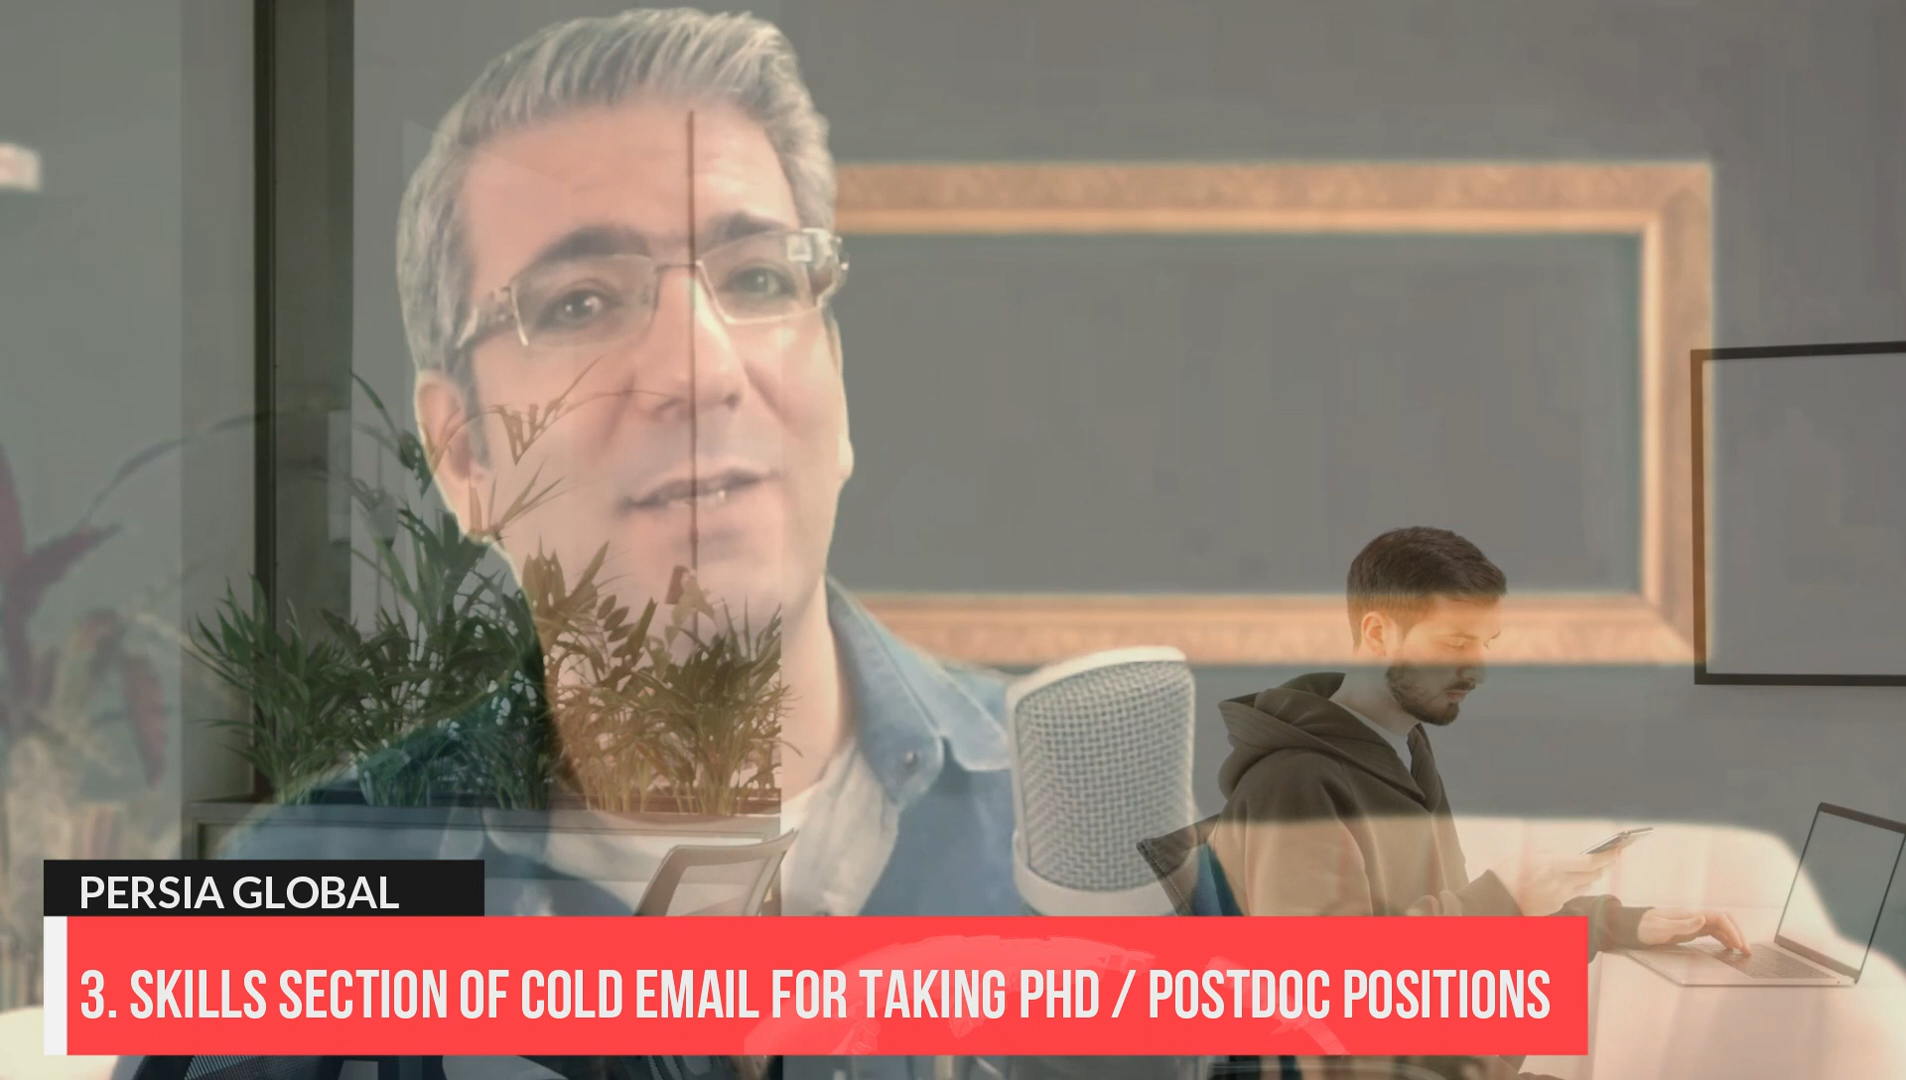 PERSIA GLOBAL
3. SKILLS SECTION OF COLD EMAIL FOR TAKING PHD / POSTDOC POSITIONS